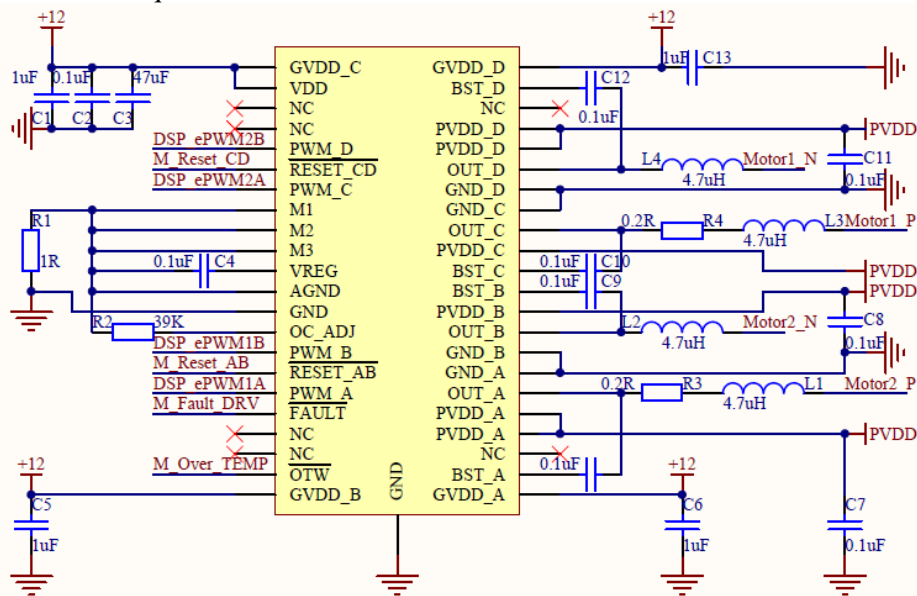 +12 +12
1uF 0.1uF 47uF GVDD_C GVDD_D 1uF C13
VDD BST_D C12
C1 C2 C3 NC NC 0.1uF
NC PVDD_D PVDD
DSP_ePWM2B PWM_D PVDD_D
M_Reset_CD RESET_CD OUT_D L4 Motor1_N C11
DSP_ePWM2A PWM_C GND_D 4.7uH 0.1uF
R1 M1 GND_C
M2 OUT_C 0.2R R4 L3 Motor1_P
1R M3 PVDD_C 4.7uH
0.1uF C4 VREG BST_C 0.1uF C10 PVDD
AGND BST_B 0.1uF C9 PVDD
GND PVDD_B
R2 39K OC_ADJ OUT_B L2 Motor2_N C8
DSP_ePWM1B PWM_B GND_B 4.7uH 0.1uF
M_Reset_AB RESET_AB GND_A
DSP_ePWM1A PWM_A OUT_A 0.2R R3 L1 Motor2_P
M_Fault_DRV FAULT PVDD_A 4.7uH
NC PVDD_A PVDD
NC NC
M_Over_TEMP OTW BST_A 0.1uF
+12 GVDD_B GND GVDD_A +12
C5 C6 C7
1uF 1uF 0.1uF